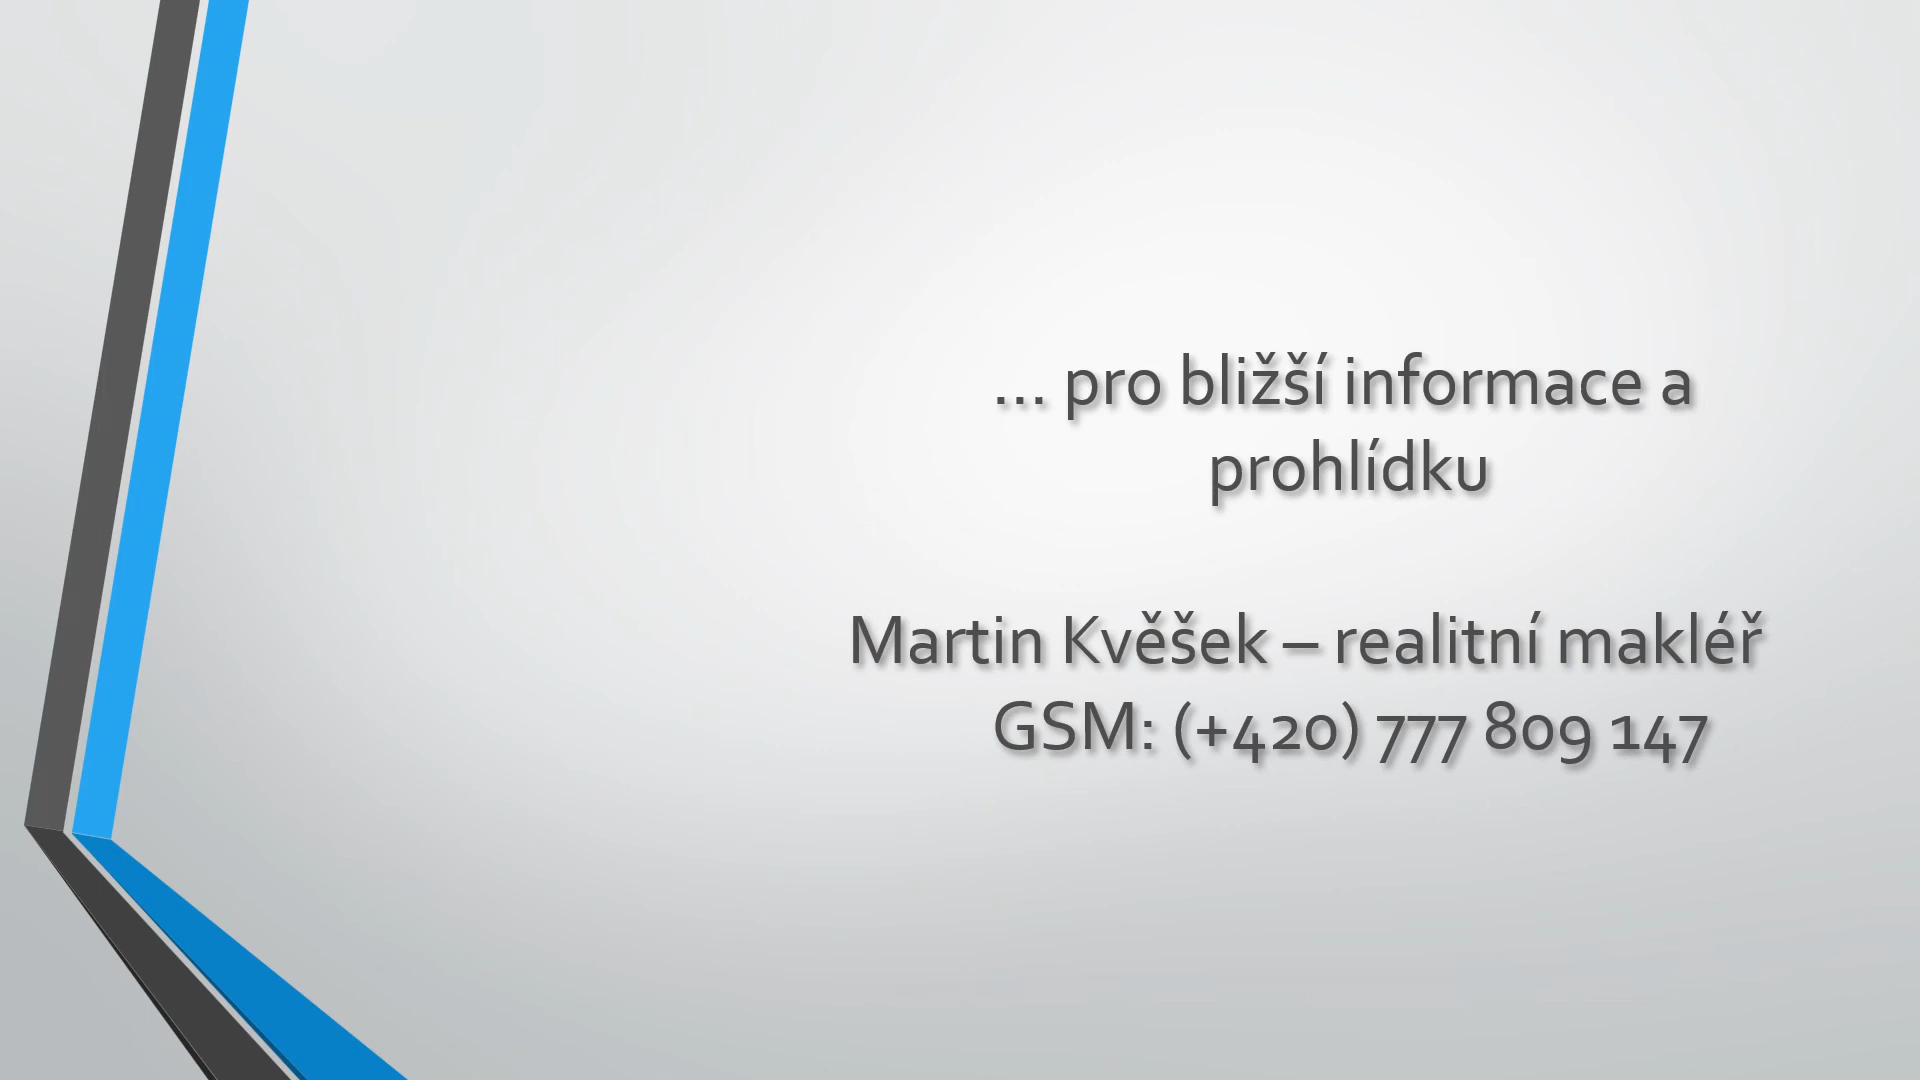 ... pro bližší informace a
prohlídku
Martin Kvěšek – realitní makléř
GSM: (+420) 777 809 147